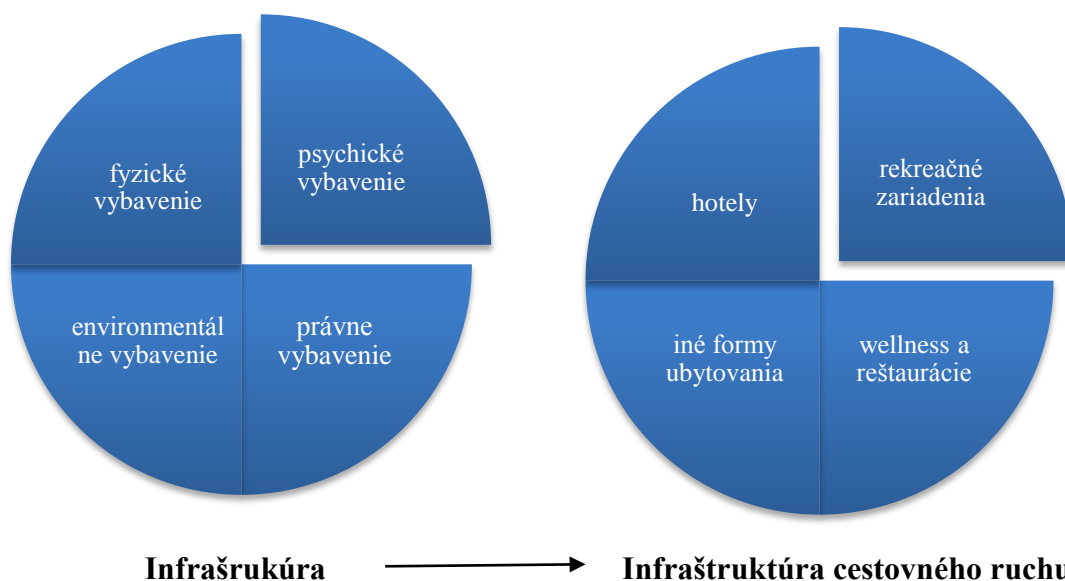 fyzické
vybavenie
psychické
vybavenie
environmentál
ne vybavenie
právne
vybavenie
hotely
rekreačné
zariadenia
iné formy
ubytovania
wellness a
reštaurácie
Infrašrukúra
Infraštruktúra cestovného ruchu